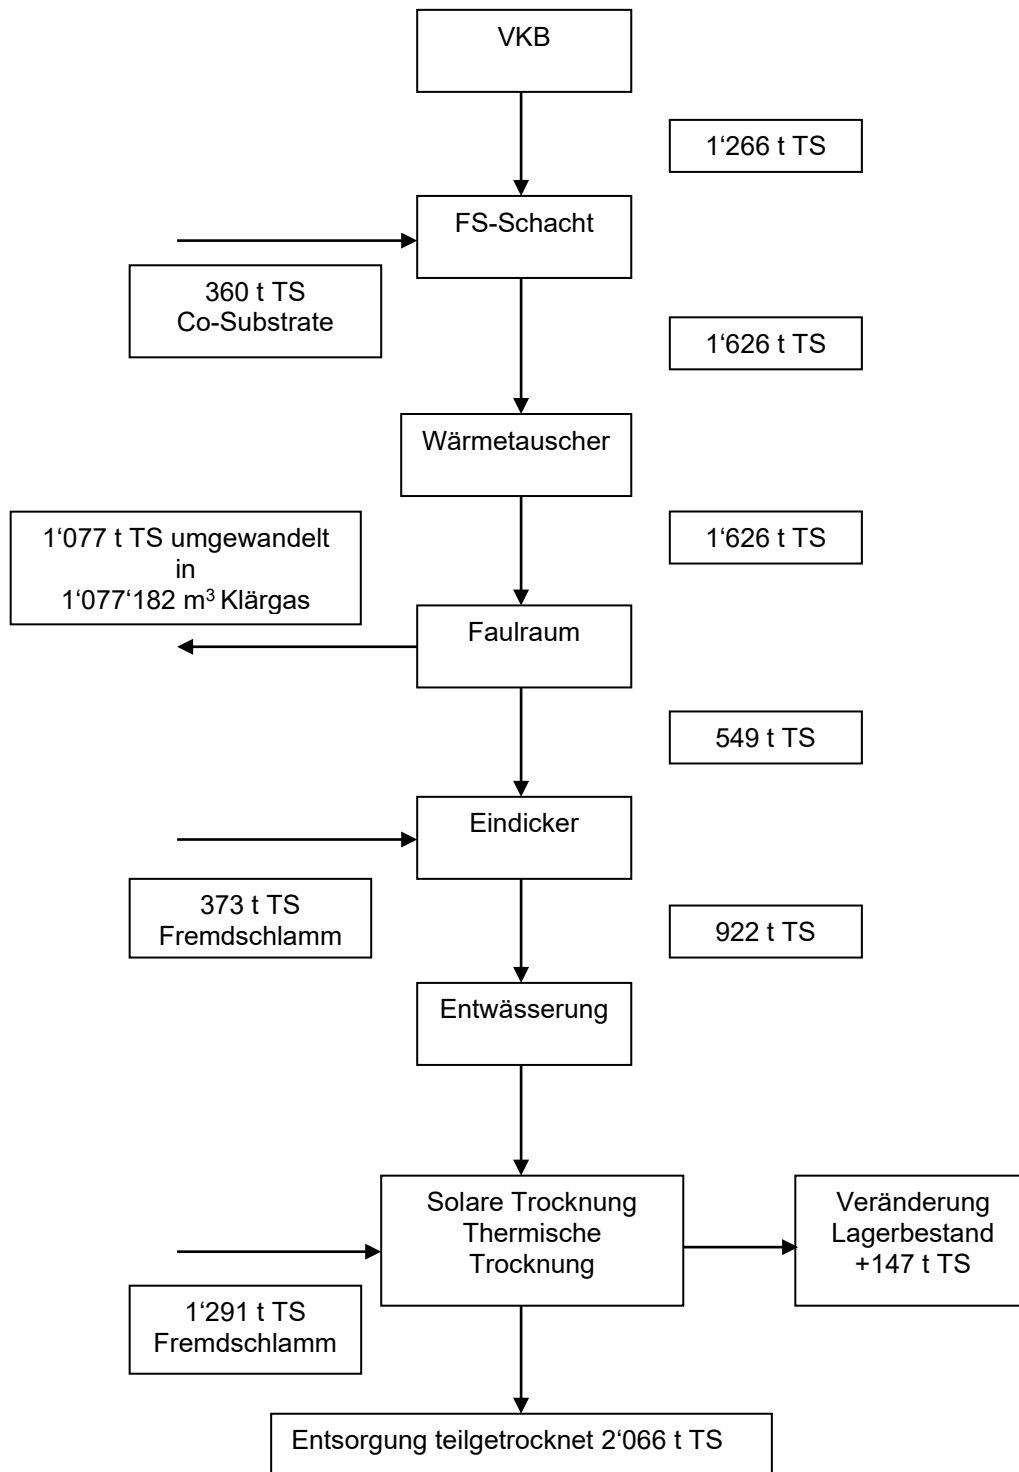 VKB
1‘266 t TS
FS-Schacht
360 t TS
Co-Substrate
1‘626 t TS
Wärmetauscher
1‘077 t TS umgewandelt
in
1‘077‘182 m³ Klärgas
1‘626 t TS
Faulraum
549 t TS
Eindicker
373 t TS
Fremdschlamm
922 t TS
Entwässerung
Solare Trocknung
Thermische
Trocknung
Veränderung
Lagerbestand
+147 t TS
1‘291 t TS
Fremdschlamm
Entsorgung teilgetrocknet 2‘066 t TS